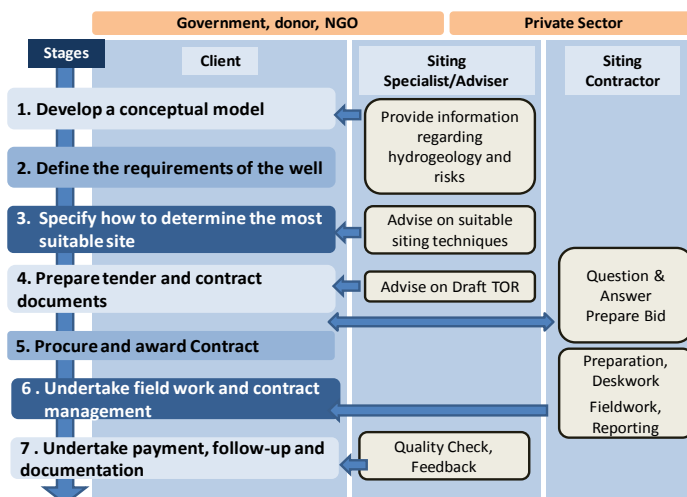 Government, donor, NGO
Private Sector
Stages
Client
Siting
Specialist/Adviser
Siting
Contractor
1. Develop a conceptual model
Provide information
regarding
hydrogeology and
risks
2. Define the requirements of the well
3. Specify how to determine the most
suitable site
Advise on suitable
siting techniques
4. Prepare tender and contract
documents
Advise on Draft TOR
Question &
Answer
Prepare Bid
5. Procure and award Contract
6 . Undertake field work and contract
management
Preparation,
Deskwork
Fieldwork,
Reporting
7 . Undertake payment, follow-up and
documentation
Quality Check,
Feedback